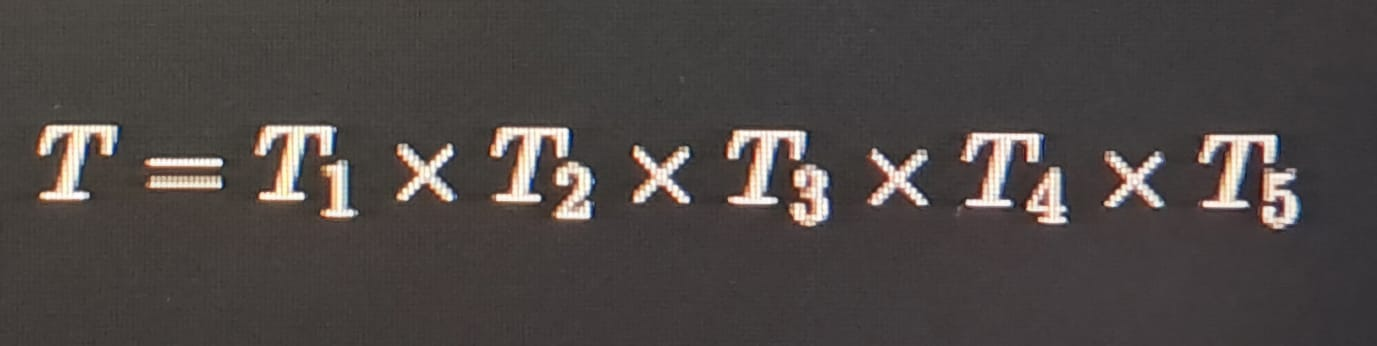 T = T₁ × T₂ × T₃ × T₄ × T₅